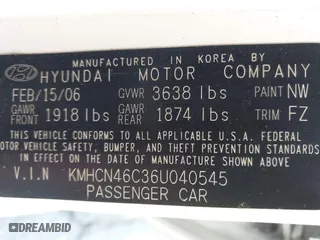 MANUFACTURED IN KOREA BY
HYUNDAI MOTOR COMPANY
FEB/15/06 GVWR 3638 lbs PAINT NW
GAWR FRONT 1918 lbs GAWR REAR 1874 lbs TRIM FZ
THIS VEHICLE CONFORMS TO ALL APPLICABLE U.S.A. FEDERAL
MOTOR VEHICLE SAFETY, BUMPER, AND THEFT PREVENTION
STANDARDS IN EFFECT ON THE DATE OF MANUFACTURE SHOWN ABOVE.
V.I.N KMHCN46C36U040545
PASSENGER CAR
DEALERCENTRIC